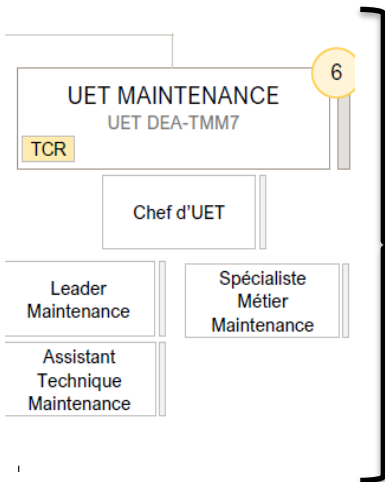 6
UET MAINTENANCE
UET DEA-TMM7
TCR
Chef d’UET
Leader
Maintenance
Spécialiste
Métier
Maintenance
Assistant
Technique
Maintenance